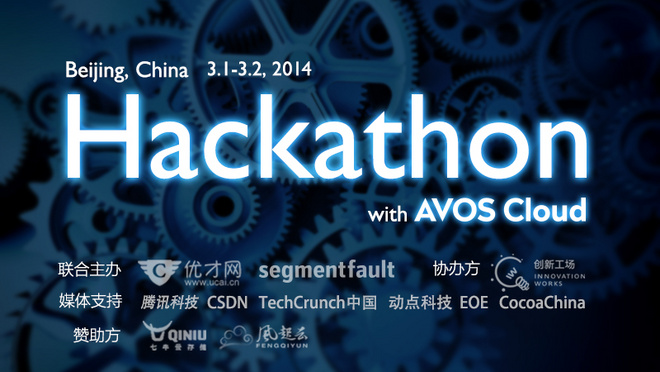 Beijing, China 3.1-3.2, 2014
Hackathon
with AVOS Cloud
联合主办 优才网 www.ucai.cn segmentfault 协办方 创新工场 INNOVATION WORKS
媒体支持 腾讯科技 CSDN TechCrunch中国 动点科技 EOE CocoaChina
赞助方 QINIU 七牛云存储 風起云 FENGQIYUN